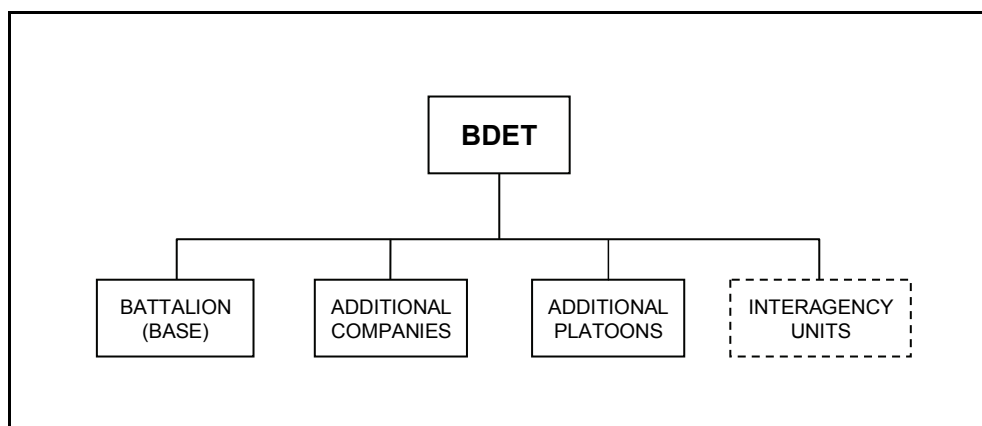 BDET
BATTALION
(BASE)
ADDITIONAL
COMPANIES
ADDITIONAL
PLATOONS
INTERAGENCY
UNITS